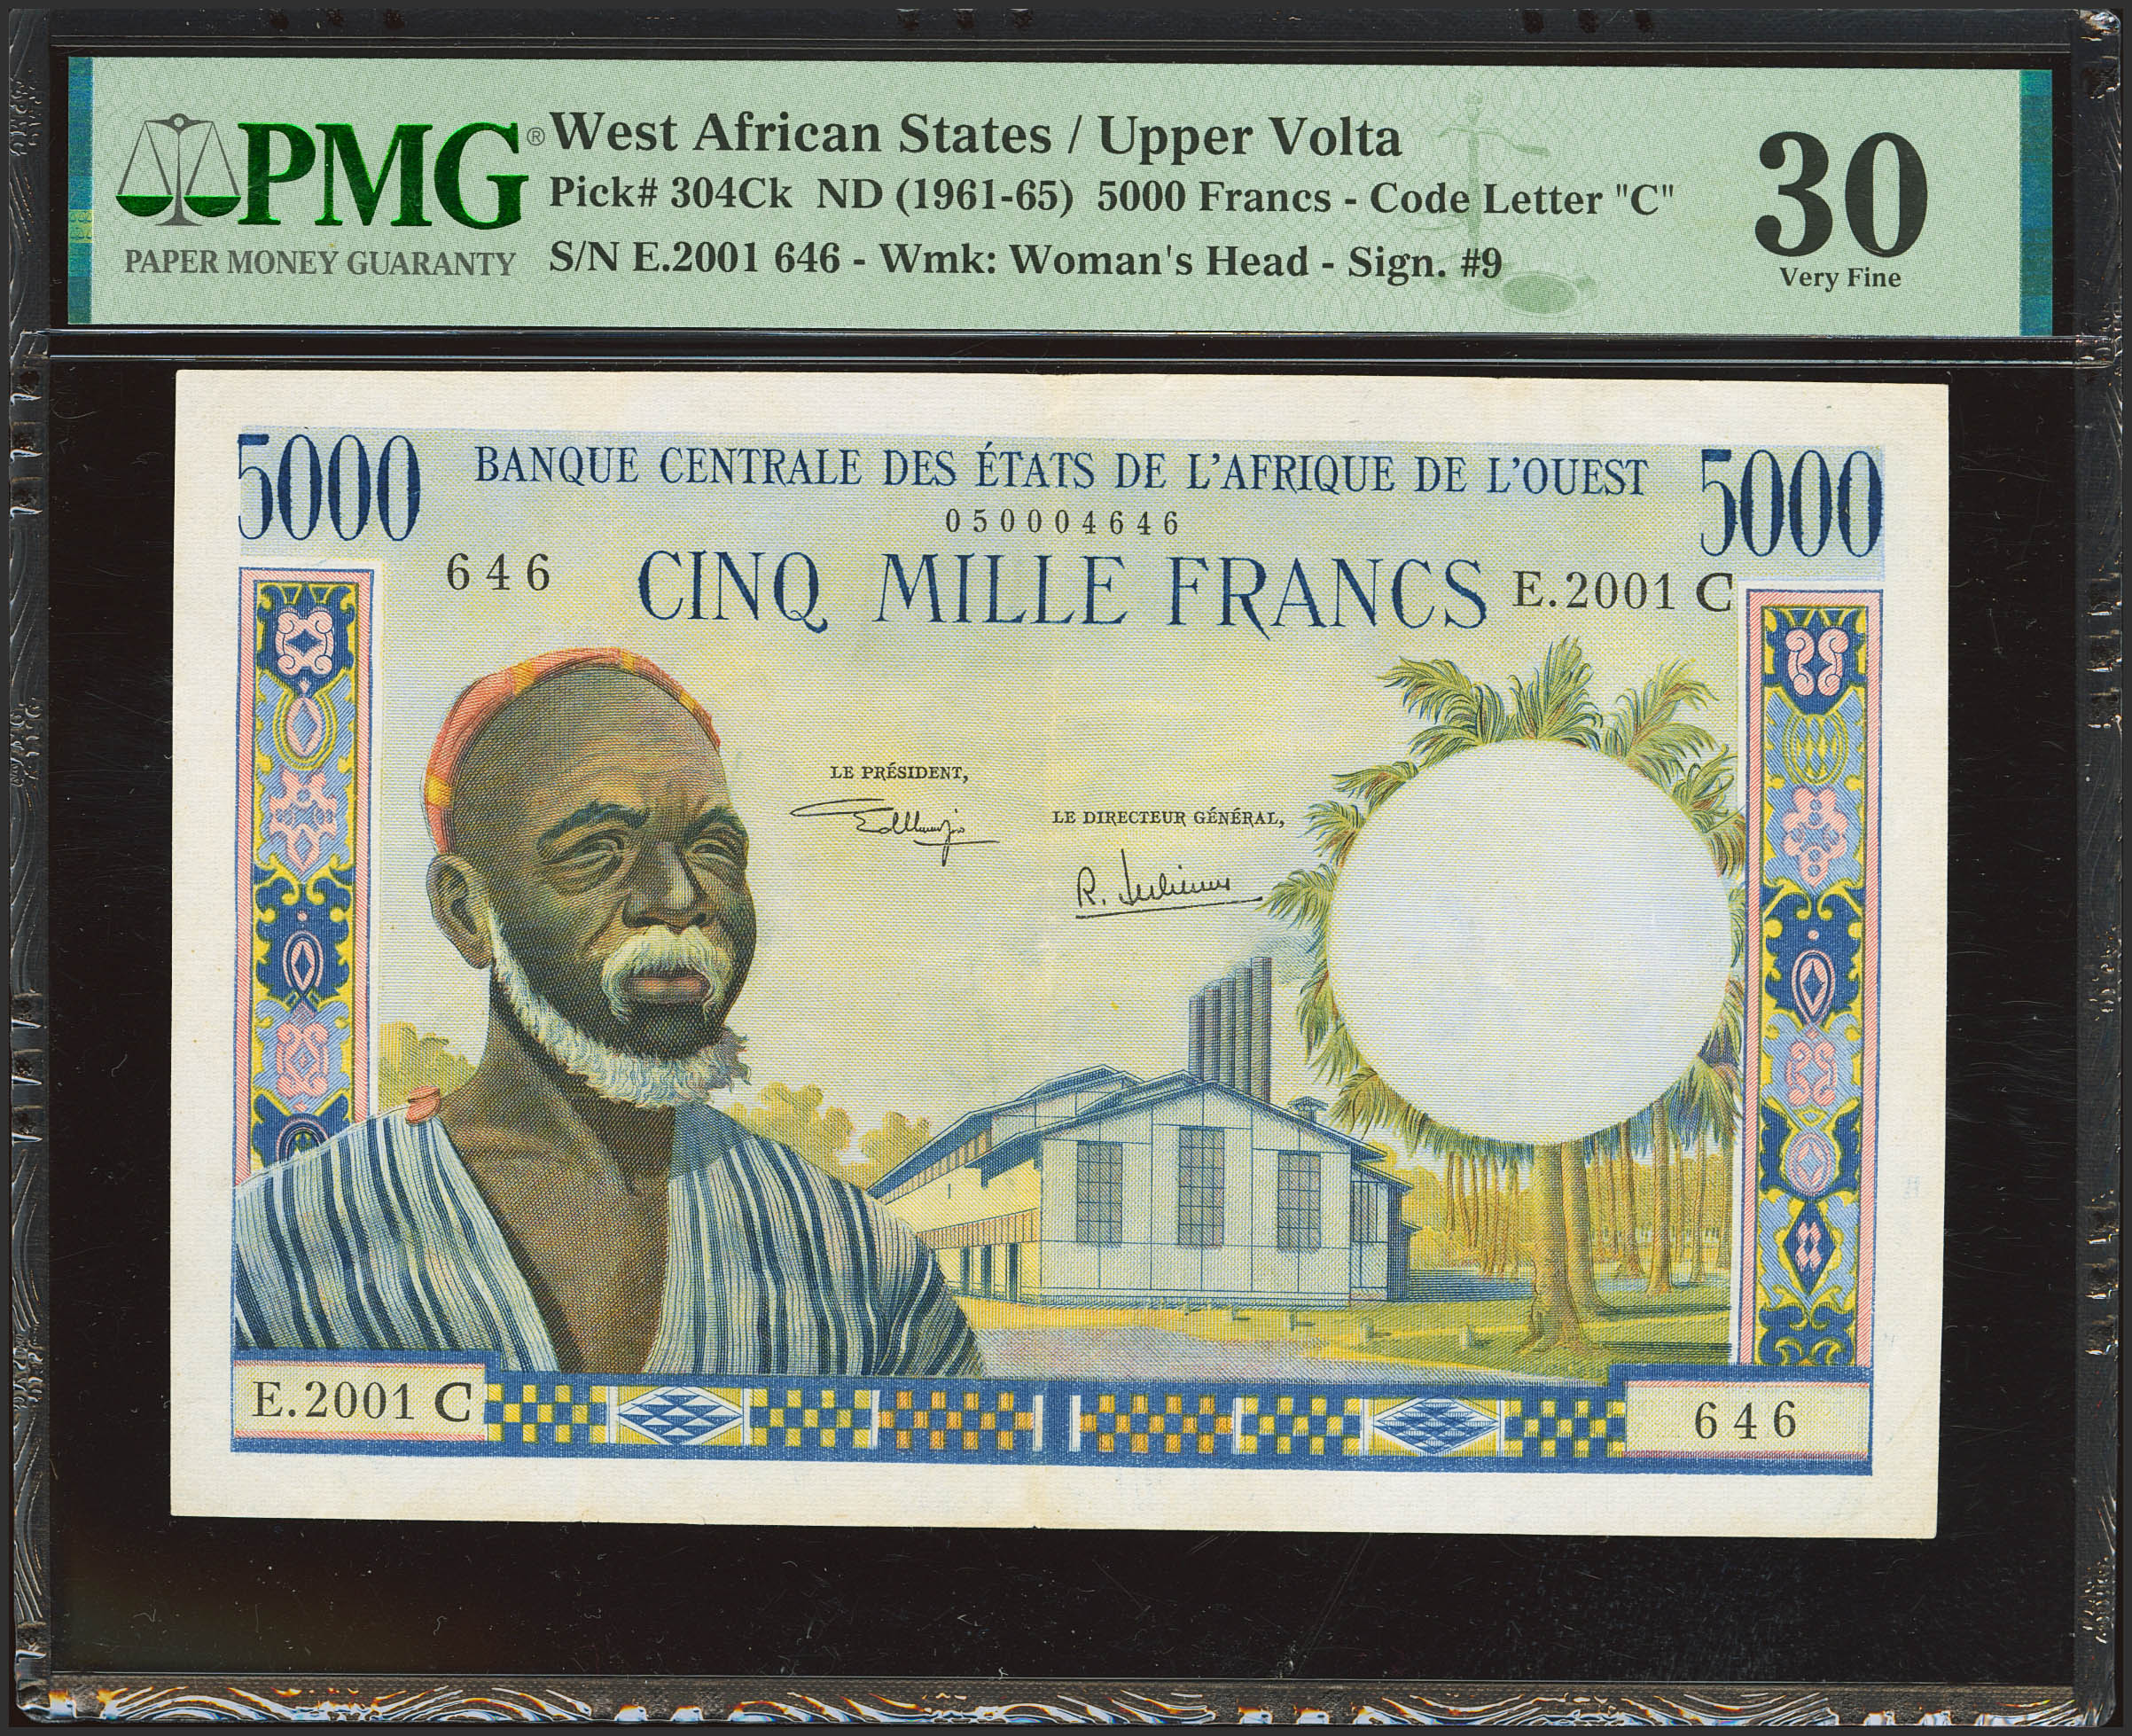 PMG®
PAPER MONEY GUARANTY
West African States / Upper Volta
Pick# 304Ck ND (1961-65) 5000 Francs - Code Letter "C"
S/N E.2001 646 - Wmk: Woman's Head - Sign. #9
30
Very Fine
5000 BANQUE CENTRALE DES ÉTATS DE L'AFRIQUE DE L'OUEST 5000
050004646
646 CINQ MILLE FRANCS E.2001 C
LE PRÉSIDENT,
LE DIRECTEUR GÉNÉRAL,
E.2001 C
646